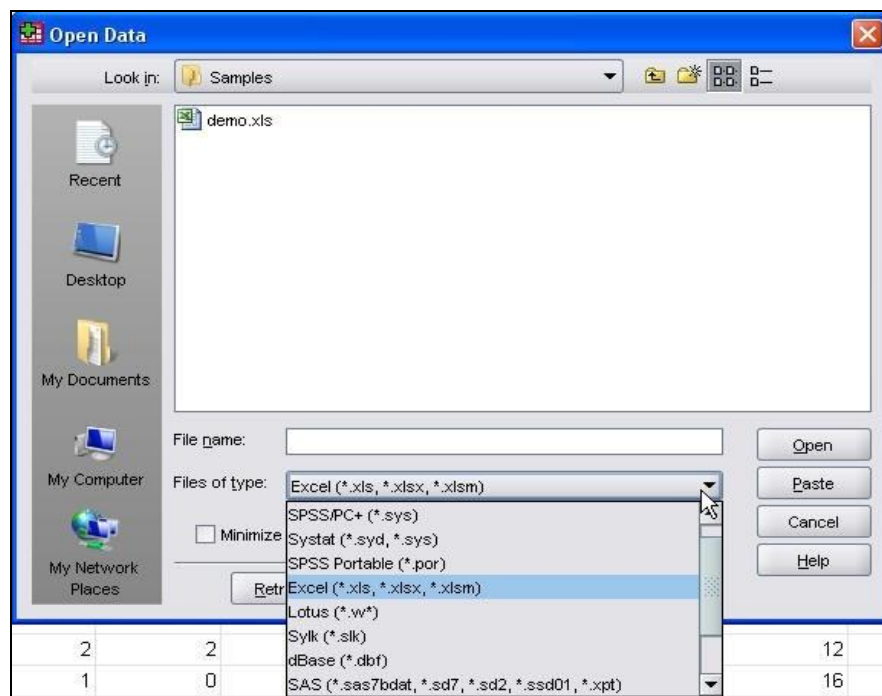 Open Data
Look in: Samples
demo.xls
Recent
Desktop
My Documents
My Computer
My Network
Places
File name:
Open
Files of type: Excel (*.xls, *.xlsx, *.xlsm)
Paste
Minimize
Cancel
Help
Retr
SPSS/PC+ (*.sys)
Systat (*.syd, *.sys)
SPSS Portable (*.por)
Excel (*.xls, *.xlsx, *.xlsm)
Lotus (*.w*)
Sylk (*.slk)
dBase (*.dbf)
SAS (*.sas7bdat, *.sd7, *.sd2, *.ssd01, *.xpt)
2 2 12
1 0 16